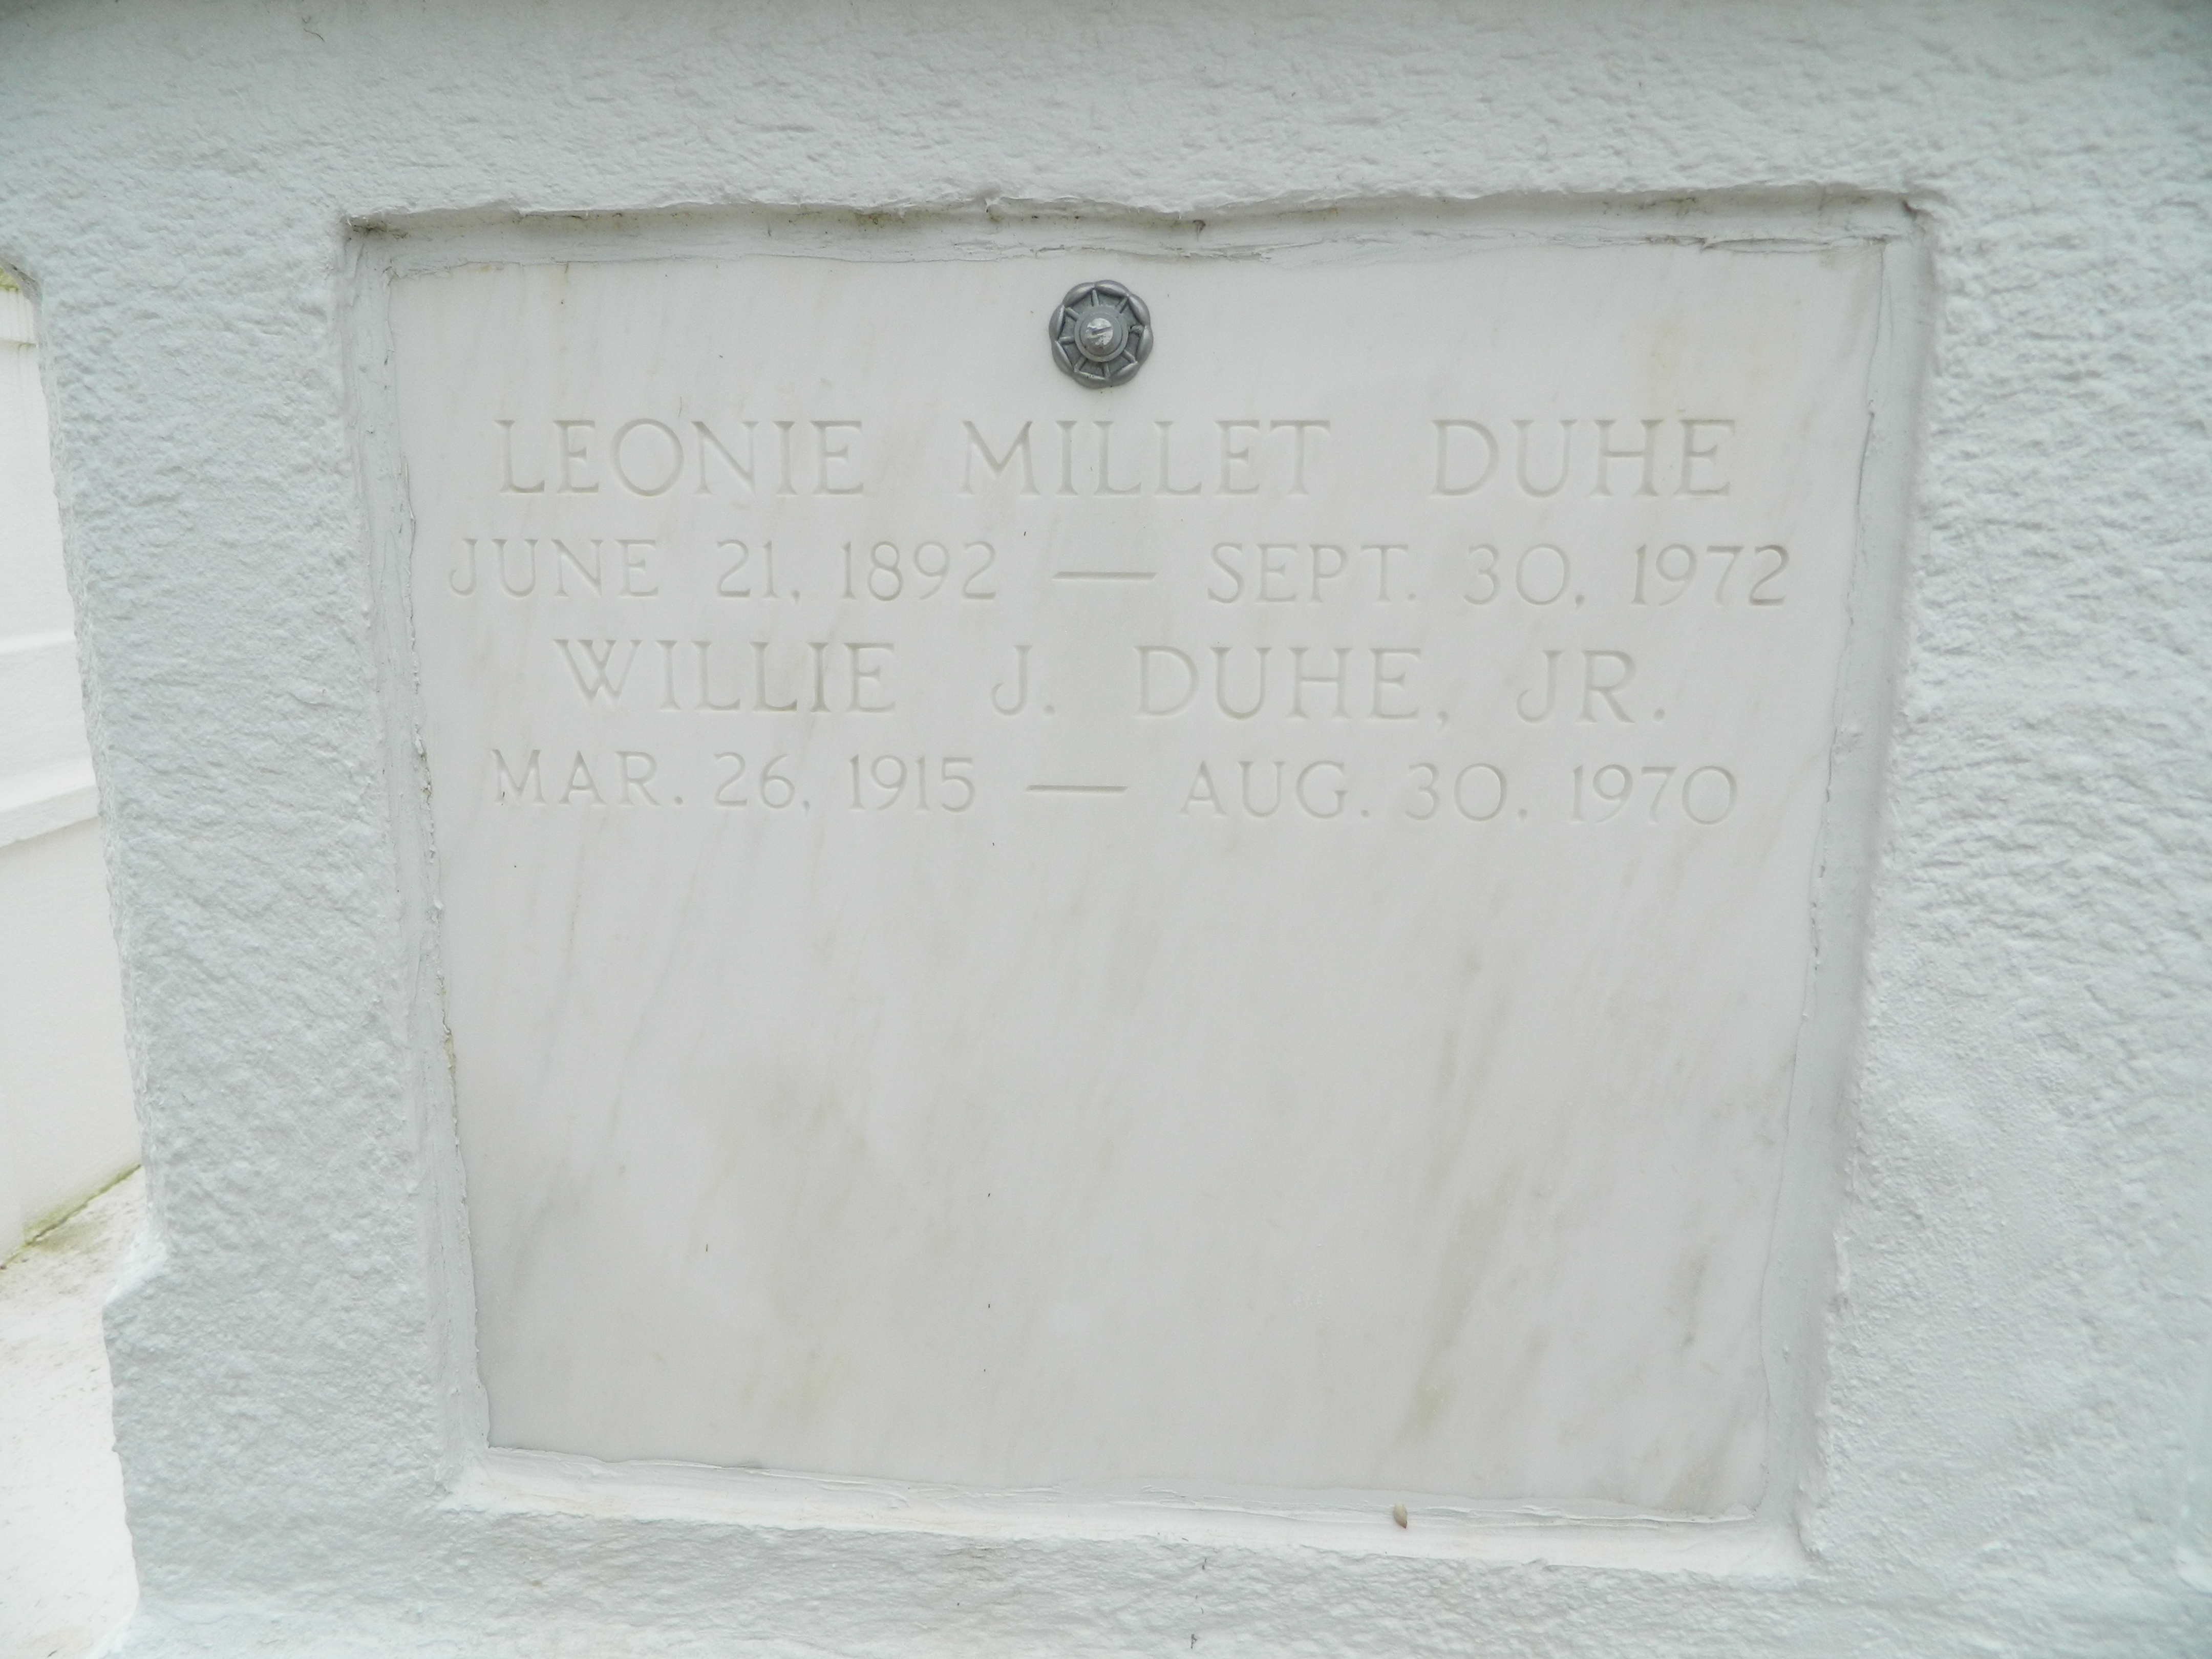 LEONIE MILLET DUHE
JUNE 21, 1892 — SEPT. 30, 1972
WILLIE J. DUHE, JR.
MAR. 26, 1915 — AUG. 30, 1970